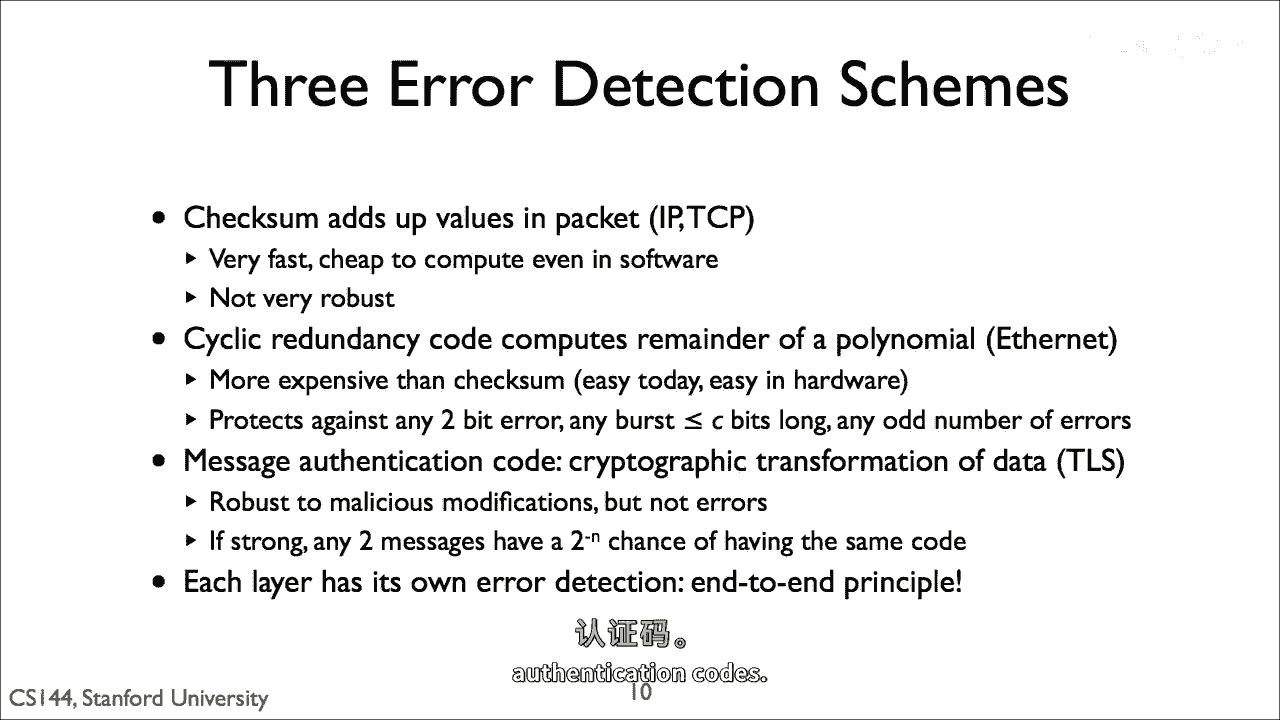 Three Error Detection Schemes
• Checksum adds up values in packet (IP,TCP)
▸ Very fast, cheap to compute even in software
▸ Not very robust
• Cyclic redundancy code computes remainder of a polynomial (Ethernet)
▸ More expensive than checksum (easy today, easy in hardware)
▸ Protects against any 2 bit error, any burst ≤ c bits long, any odd number of errors
• Message authentication code: cryptographic transformation of data (TLS)
▸ Robust to malicious modifications, but not errors
▸ If strong, any 2 messages have a 2⁻ⁿ chance of having the same code
• Each layer has its own error detection: end-to-end principle!
认证码。
authentication codes.
CS144, Stanford University
10